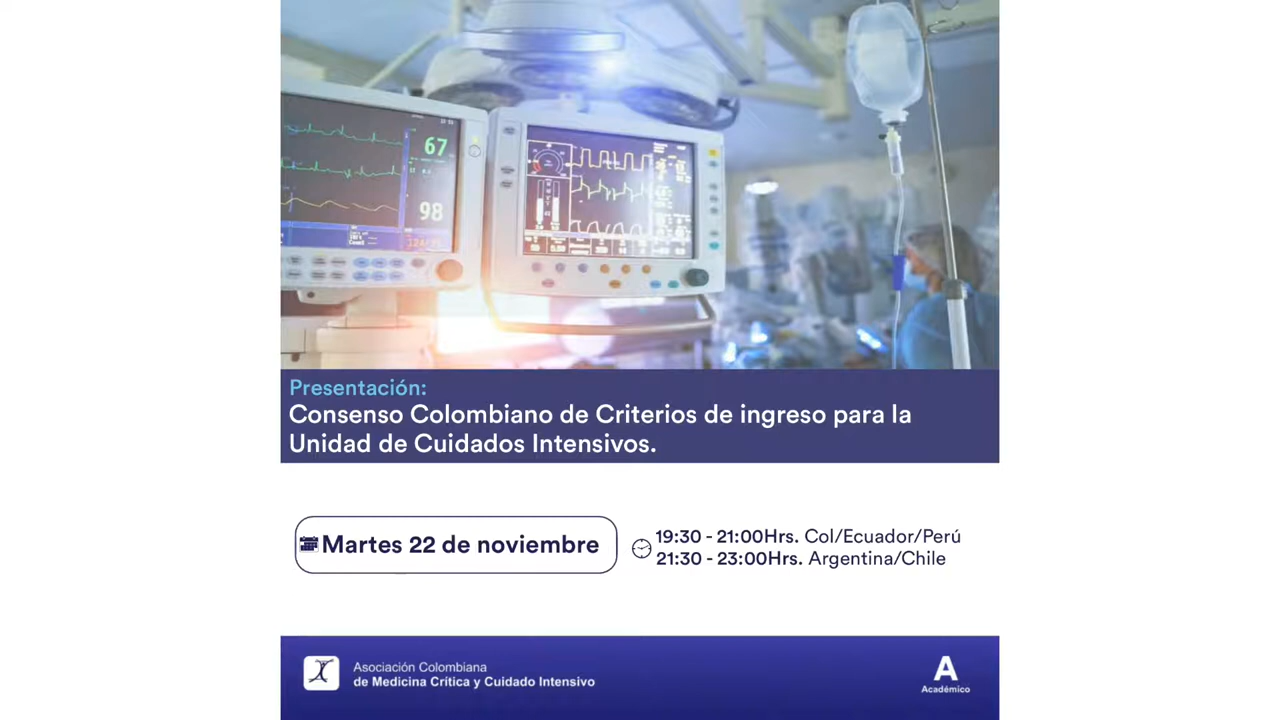 67
98
Presentación:
Consenso Colombiano de Criterios de ingreso para la
Unidad de Cuidados Intensivos.
Martes 22 de noviembre
19:30 - 21:00Hrs. Col/Ecuador/Perú
21:30 - 23:00Hrs. Argentina/Chile
Asociación Colombiana
de Medicina Crítica y Cuidado Intensivo
A
Académico